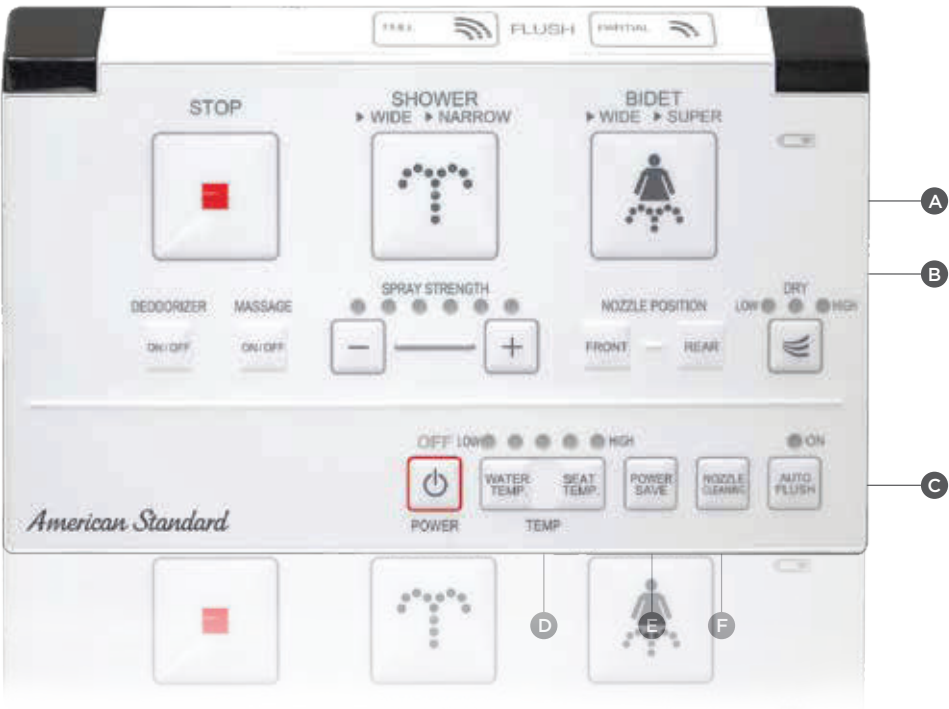 FULL FLUSH PARTIAL
STOP
SHOWER
WIDE NARROW
BIDET
WIDE SUPER
A
B
SPRAY STRENGTH
DEODORIZER MASSAGE
ON/OFF ON/OFF
NOZZLE POSITION
FRONT REAR
DRY
LOW HIGH
OFF LOW HIGH
ON
WATER TEMP.
SEAT TEMP.
POWER SAVE
NOZZLE CLEANING
AUTO FLUSH
C
American Standard
POWER TEMP
D E F